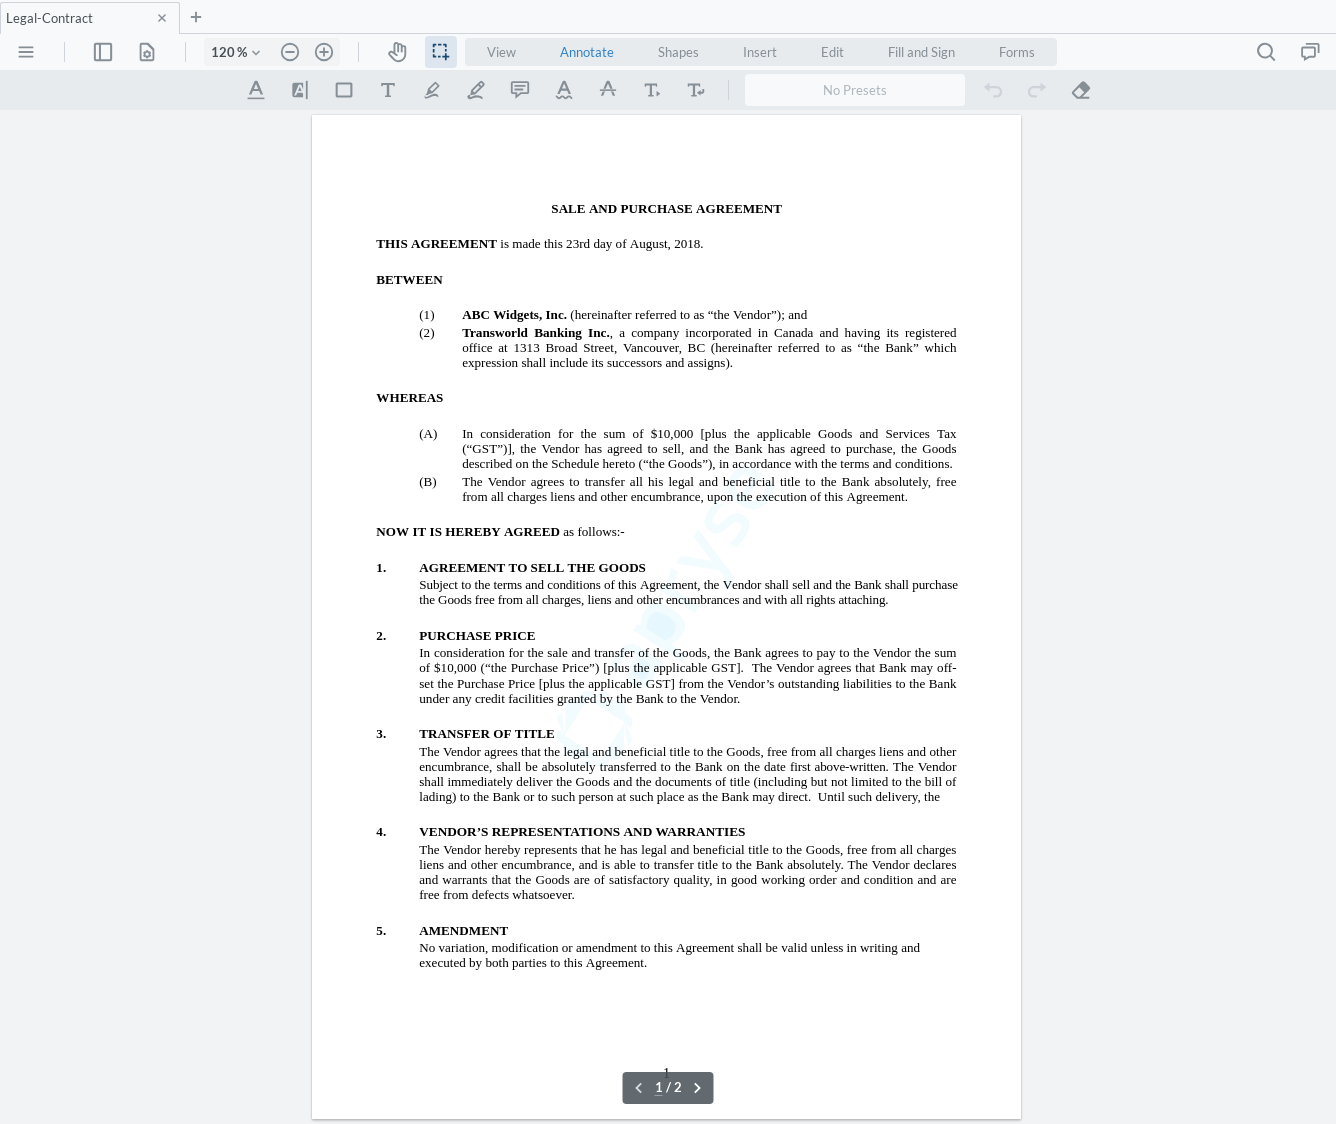 Legal-Contract
120 %
View Annotate Shapes Insert Edit Fill and Sign Forms
No Presets
SALE AND PURCHASE AGREEMENT
THIS AGREEMENT is made this 23rd day of August, 2018.
BETWEEN
(1) ABC Widgets, Inc. (hereinafter referred to as “the Vendor”); and
(2) Transworld Banking Inc., a company incorporated in Canada and having its registered
office at 1313 Broad Street, Vancouver, BC (hereinafter referred to as “the Bank” which
expression shall include its successors and assigns).
WHEREAS
(A) In consideration for the sum of $10,000 [plus the applicable Goods and Services Tax
(“GST”)], the Vendor has agreed to sell, and the Bank has agreed to purchase, the Goods
described on the Schedule hereto (“the Goods”), in accordance with the terms and conditions.
(B) The Vendor agrees to transfer all his legal and beneficial title to the Bank absolutely, free
from all charges liens and other encumbrance, upon the execution of this Agreement.
NOW IT IS HEREBY AGREED as follows:-
1. AGREEMENT TO SELL THE GOODS
Subject to the terms and conditions of this Agreement, the Vendor shall sell and the Bank shall purchase
the Goods free from all charges, liens and other encumbrances and with all rights attaching.
2. PURCHASE PRICE
In consideration for the sale and transfer of the Goods, the Bank agrees to pay to the Vendor the sum
of $10,000 (“the Purchase Price”) [plus the applicable GST]. The Vendor agrees that Bank may off-
set the Purchase Price [plus the applicable GST] from the Vendor’s outstanding liabilities to the Bank
under any credit facilities granted by the Bank to the Vendor.
3. TRANSFER OF TITLE
The Vendor agrees that the legal and beneficial title to the Goods, free from all charges liens and other
encumbrance, shall be absolutely transferred to the Bank on the date first above-written. The Vendor
shall immediately deliver the Goods and the documents of title (including but not limited to the bill of
lading) to the Bank or to such person at such place as the Bank may direct. Until such delivery, the
4. VENDOR’S REPRESENTATIONS AND WARRANTIES
The Vendor hereby represents that he has legal and beneficial title to the Goods, free from all charges
liens and other encumbrance, and is able to transfer title to the Bank absolutely. The Vendor declares
and warrants that the Goods are of satisfactory quality, in good working order and condition and are
free from defects whatsoever.
5. AMENDMENT
No variation, modification or amendment to this Agreement shall be valid unless in writing and
executed by both parties to this Agreement.
1
1 / 2
apryse